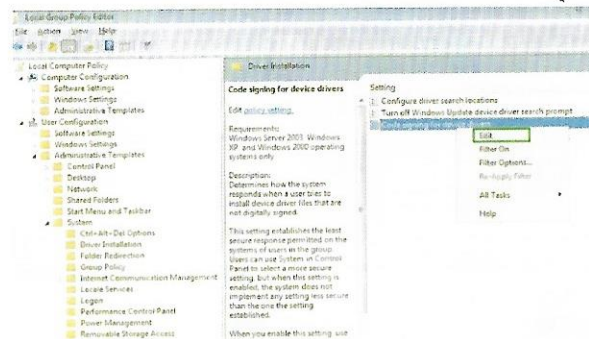 Local Group Policy Editor
File Action View Help
Local Computer Policy
Computer Configuration
Software Settings
Windows Settings
Administrative Templates
User Configuration
Software Settings
Windows Settings
Administrative Templates
Control Panel
Desktop
Network
Shared Folders
Start Menu and Taskbar
System
Ctrl+Alt+Del Options
Driver Installation
Folder Redirection
Group Policy
Internet Communication Management
Locale Services
Logon
Performance Control Panel
Power Management
Removable Storage Access
Driver Installation
Code signing for device drivers
Edit policy setting.
Requirements:
Windows Server 2003, Windows
XP, and Windows 2000 operating
systems only
Description:
Determines how the system
responds when a user tries to
install device driver files that are
not digitally signed.
This setting establishes the least
secure response permitted on the
systems of users in the group.
Users can use System in Control
Panel to select a more secure
setting, but when this setting is
enabled, the system does not
implement any setting less secure
than the one the setting
established.
When you enable this setting, use
Setting
Configure driver search locations
Turn off Windows Update device driver search prompt
Code signing for device drivers
Edit
Filter On
Filter Options...
Re-Apply Filter
All Tasks
Help